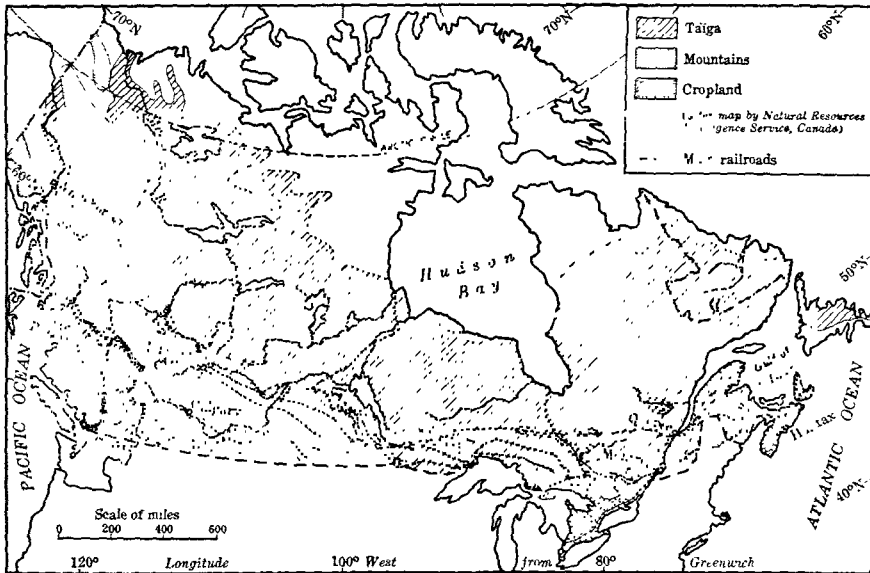 70°N
70°N
60°N
Taïga
Mountains
Cropland
map by Natural Resources
Service, Canada)
railroads
Hudson
Bay
50°N
PACIFIC OCEAN
ATLANTIC OCEAN
40°N
Scale of miles
0 200 400 600
120° Longitude 100° West from 80° Greenwich